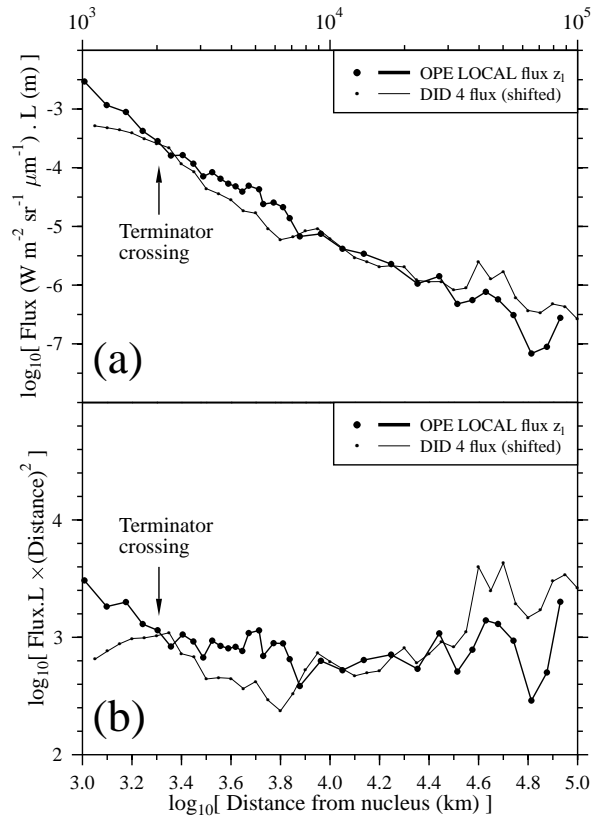 10³ 10⁴ 10⁵
OPE LOCAL flux z₁
DID 4 flux (shifted)
-3
-4
-5
-6
-7
log₁₀[ Flux (W m⁻² sr⁻¹ μm⁻¹) . L (m) ]
Terminator
crossing
(a)
OPE LOCAL flux z₁
DID 4 flux (shifted)
4
3
2
log₁₀[ Flux.L ×(Distance)² ]
Terminator
crossing
(b)
3.0 3.2 3.4 3.6 3.8 4.0 4.2 4.4 4.6 4.8 5.0
log₁₀[ Distance from nucleus (km) ]